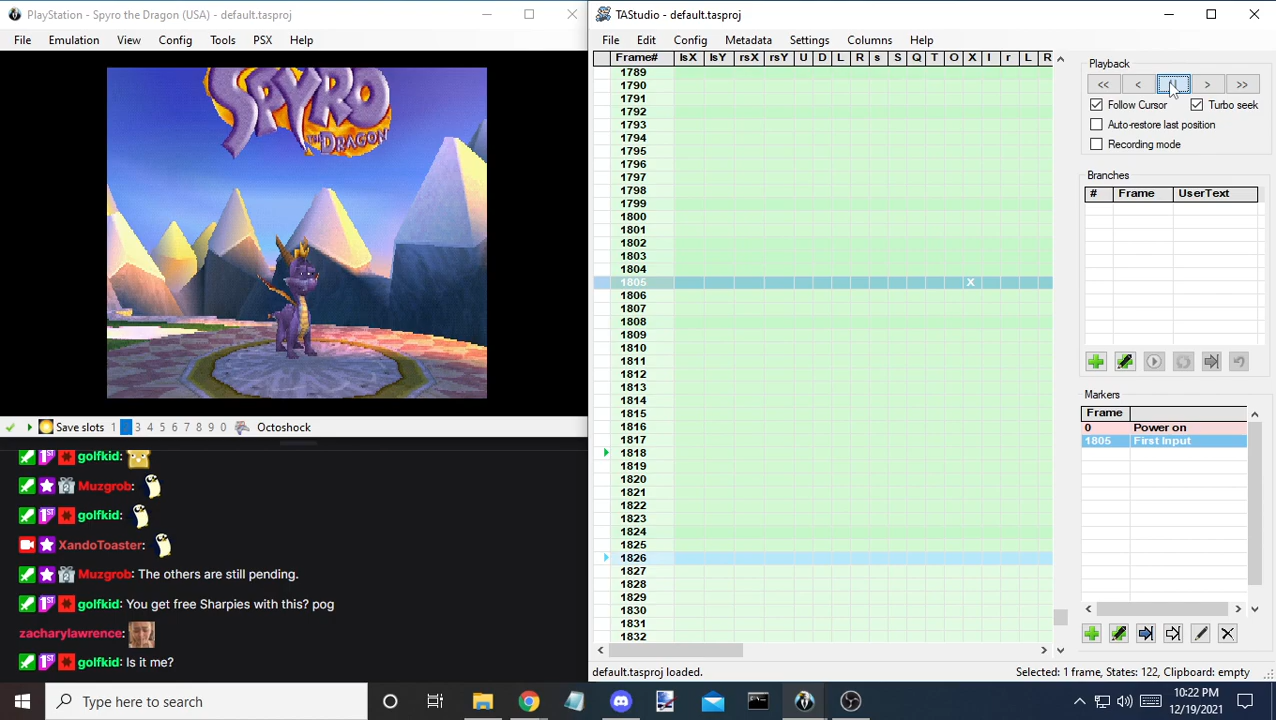 PlayStation - Spyro the Dragon (USA) - default.tasproj
File Emulation View Config Tools PSX Help
SPYRO
THE DRAGON
Save slots 1 2 3 4 5 6 7 8 9 0 Octoshock
golfkid:
Muzgrob:
golfkid:
XandoToaster:
Muzgrob: The others are still pending.
golfkid: You get free Sharpies with this? pog
zacharylawrence:
golfkid: Is it me?
TAStudio - default.tasproj
File Edit Config Metadata Settings Columns Help
Frame# lsX lsY rsX rsY U D L R s S Q T O X l r L R
1789
1790
1791
1792
1793
1794
1795
1796
1797
1798
1799
1800
1801
1802
1803
1804
1805 X
1806
1807
1808
1809
1810
1811
1812
1813
1814
1815
1816
1817
1818
1819
1820
1821
1822
1823
1824
1825
1826
1827
1828
1829
1830
1831
1832
Playback
<< < > >>
Follow Cursor Turbo seek
Auto-restore last position
Recording mode
Branches
# Frame UserText
Markers
Frame
0 Power on
1805 First Input
default.tasproj loaded. Selected: 1 frame, States: 122, Clipboard: empty
Type here to search
10:22 PM
12/19/2021